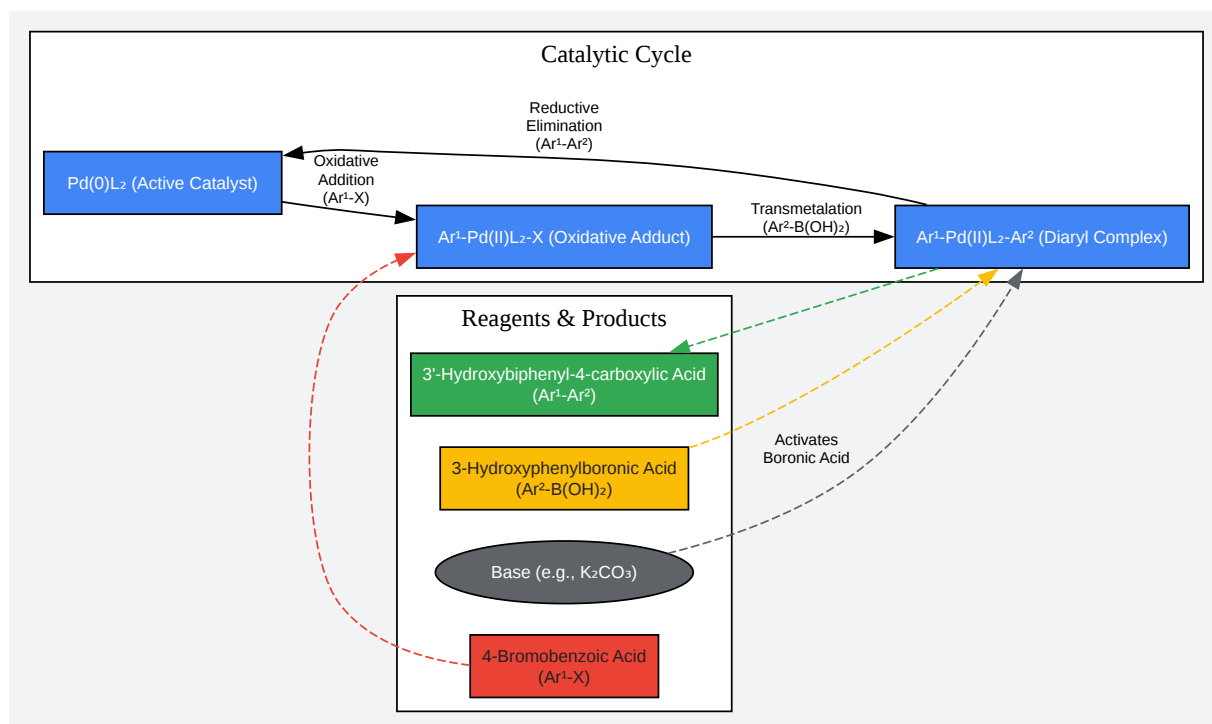 Catalytic Cycle
Reductive
Elimination
(Ar¹-Ar²)
Pd(0)L₂ (Active Catalyst)
Oxidative
Addition
(Ar¹-X)
Ar¹-Pd(II)L₂-X (Oxidative Adduct)
Transmetalation
(Ar²-B(OH)₂)
Ar¹-Pd(II)L₂-Ar² (Diaryl Complex)
Reagents & Products
3'-Hydroxybiphenyl-4-carboxylic Acid
(Ar¹-Ar²)
3-Hydroxyphenylboronic Acid
(Ar²-B(OH)₂)
Activates
Boronic Acid
Base (e.g., K₂CO₃)
4-Bromobenzoic Acid
(Ar¹-X)